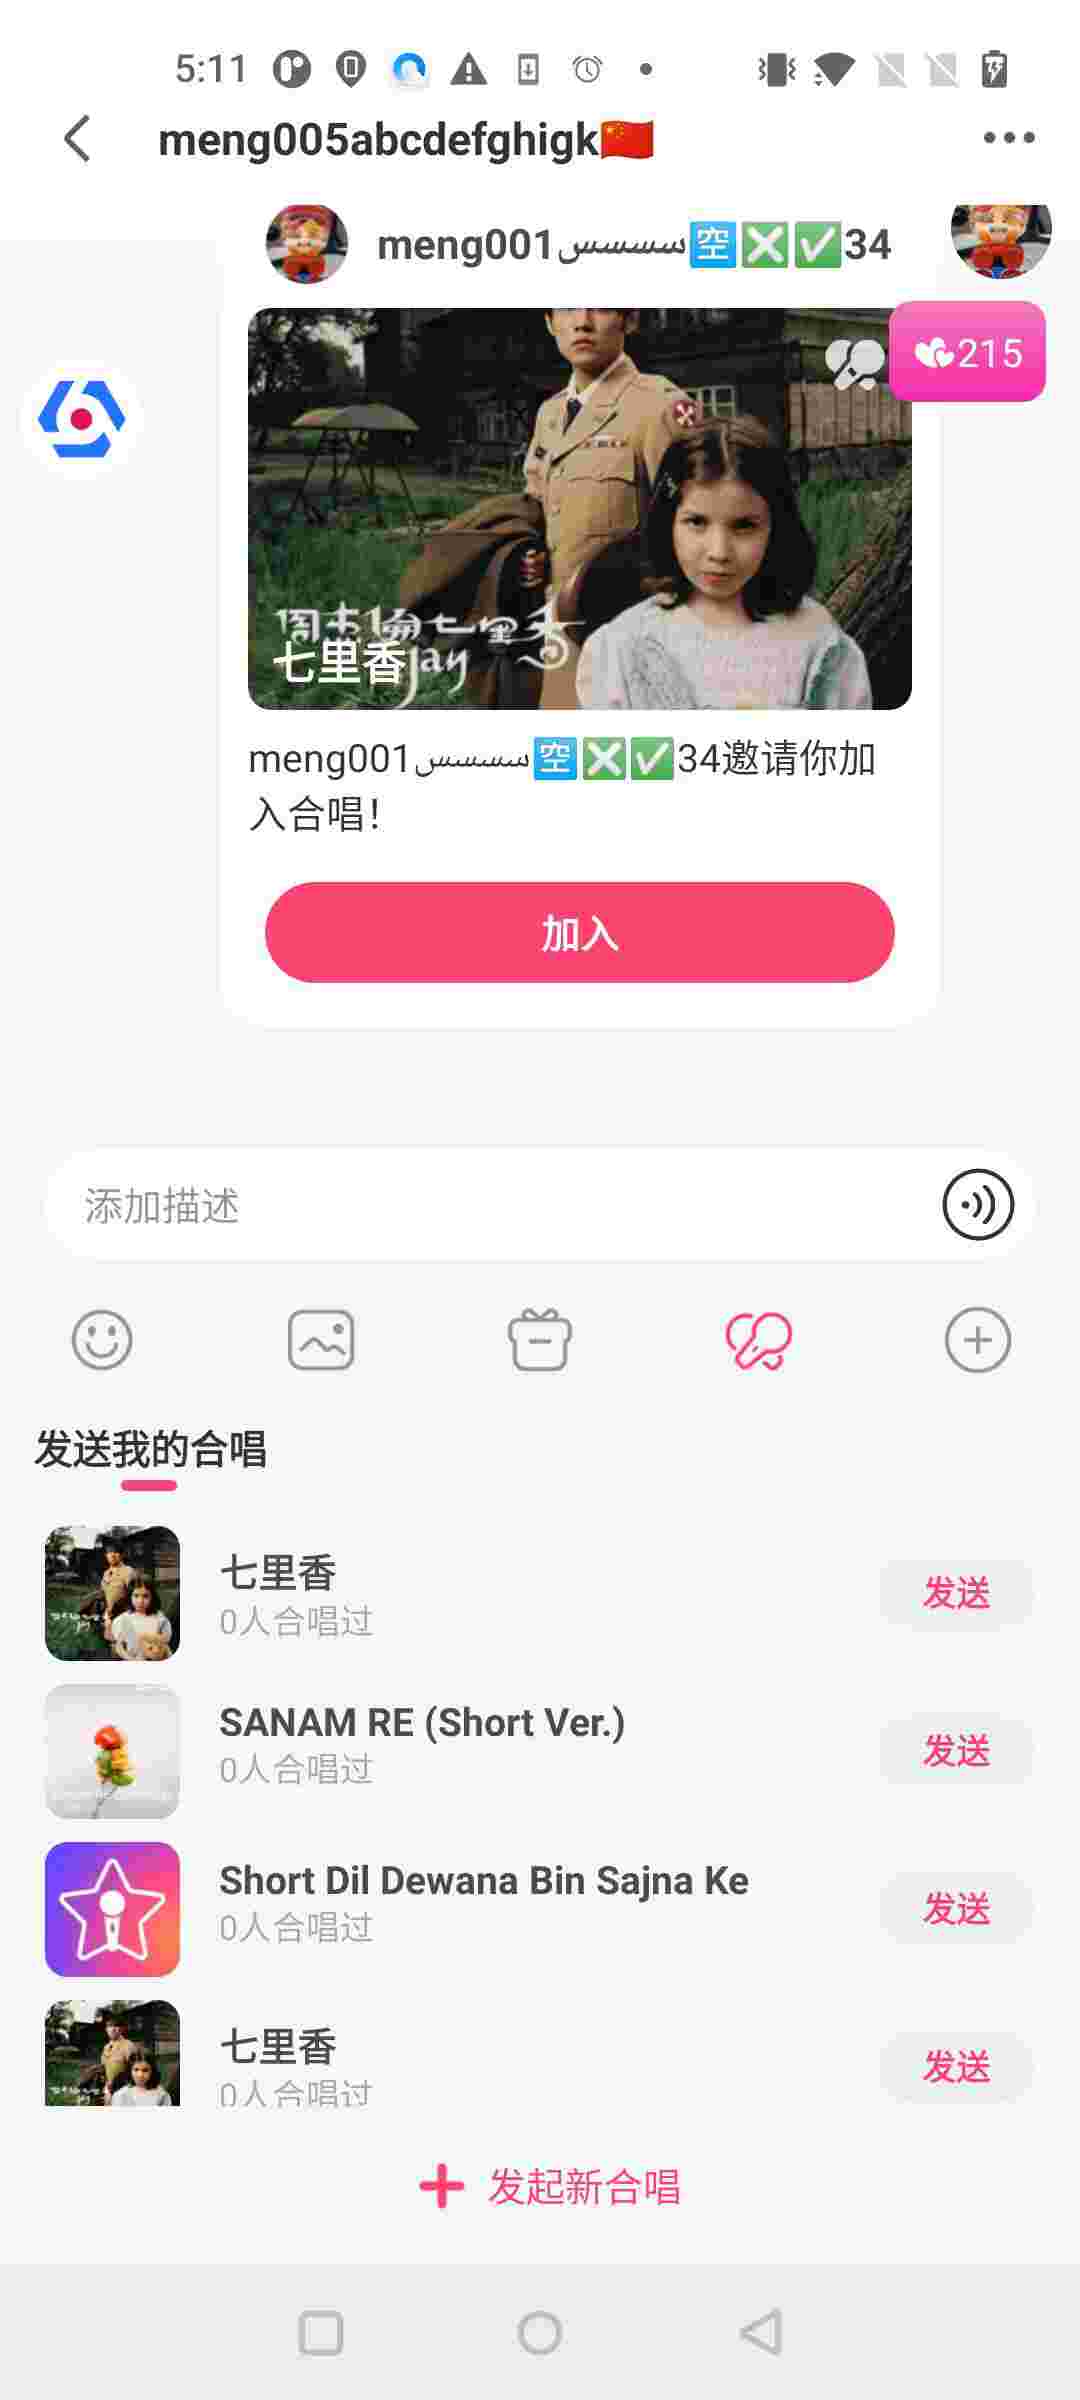 5:11
meng005abcdefghigk🇨🇳
meng001سسسس🈳❎✅34
215
周杰倫七里香
Jay
七里香
meng001سسسس🈳❎✅34邀请你加
入合唱！
加入
添加描述
发送我的合唱
七里香
0人合唱过
发送
SANAM RE (Short Ver.)
0人合唱过
发送
Short Dil Dewana Bin Sajna Ke
0人合唱过
发送
七里香
0人合唱过
发送
发起新合唱